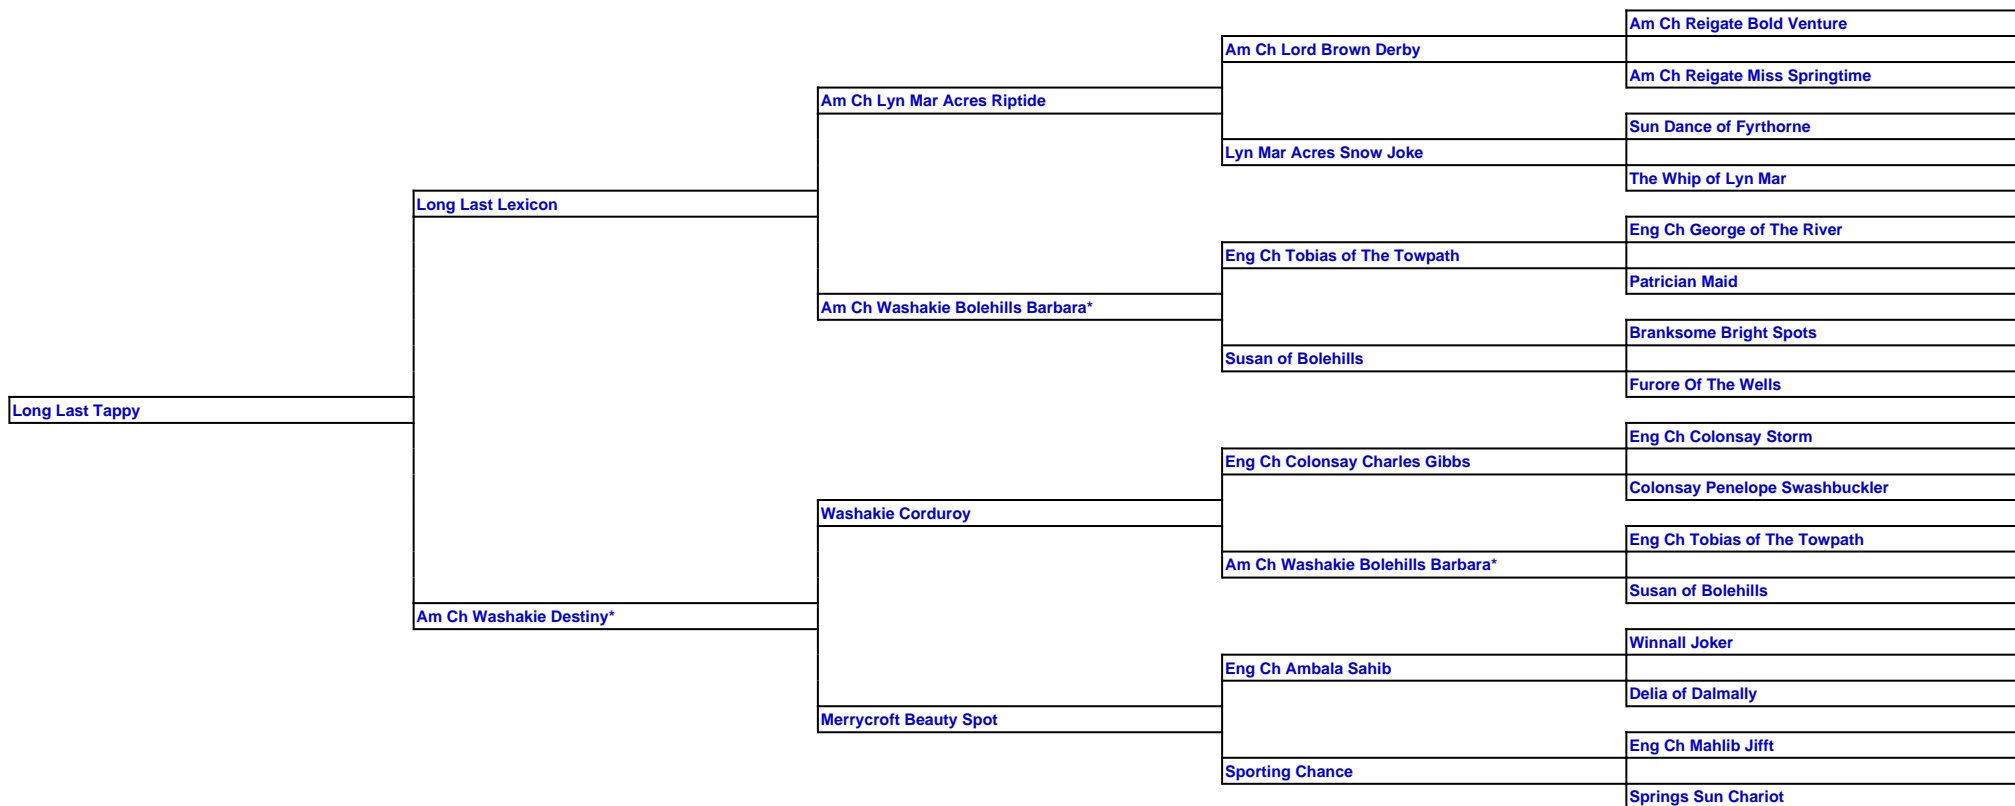 Am Ch Reigate Bold Venture
Am Ch Lord Brown Derby
Am Ch Reigate Miss Springtime
Am Ch Lyn Mar Acres Riptide
Sun Dance of Fyrthorne
Lyn Mar Acres Snow Joke
The Whip of Lyn Mar
Long Last Lexicon
Eng Ch George of The River
Eng Ch Tobias of The Towpath
Patrician Maid
Am Ch Washakie Bolehills Barbara*
Branksome Bright Spots
Susan of Bolehills
Furore Of The Wells
Long Last Tappy
Eng Ch Colonsay Storm
Eng Ch Colonsay Charles Gibbs
Colonsay Penelope Swashbuckler
Washakie Corduroy
Eng Ch Tobias of The Towpath
Am Ch Washakie Bolehills Barbara*
Susan of Bolehills
Am Ch Washakie Destiny*
Winnall Joker
Eng Ch Ambala Sahib
Delia of Dalmally
Merrycroft Beauty Spot
Eng Ch Mahlib Jifft
Sporting Chance
Springs Sun Chariot